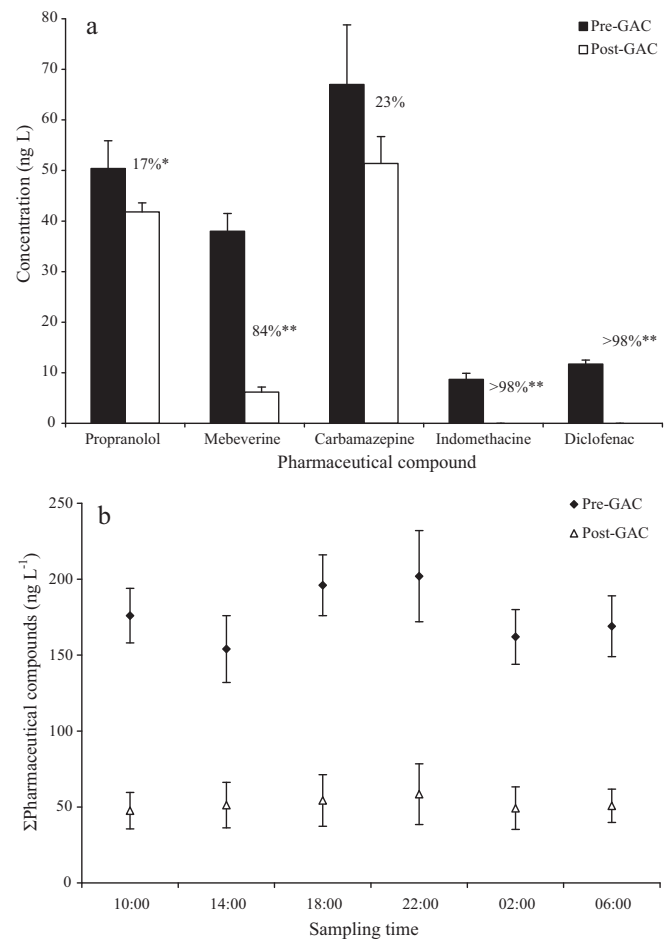 a
Pre-GAC
Post-GAC
80
70
60
50
40
30
20
10
0
Concentration (ng L)
17%*
84%**
23%
>98%**
>98%**
Propranolol Mebeverine Carbamazepine Indomethacine Diclofenac
Pharmaceutical compound
b
Pre-GAC
Post-GAC
250
200
150
100
50
0
ΣPharmaceutical compounds (ng L⁻¹)
10:00 14:00 18:00 22:00 02:00 06:00
Sampling time